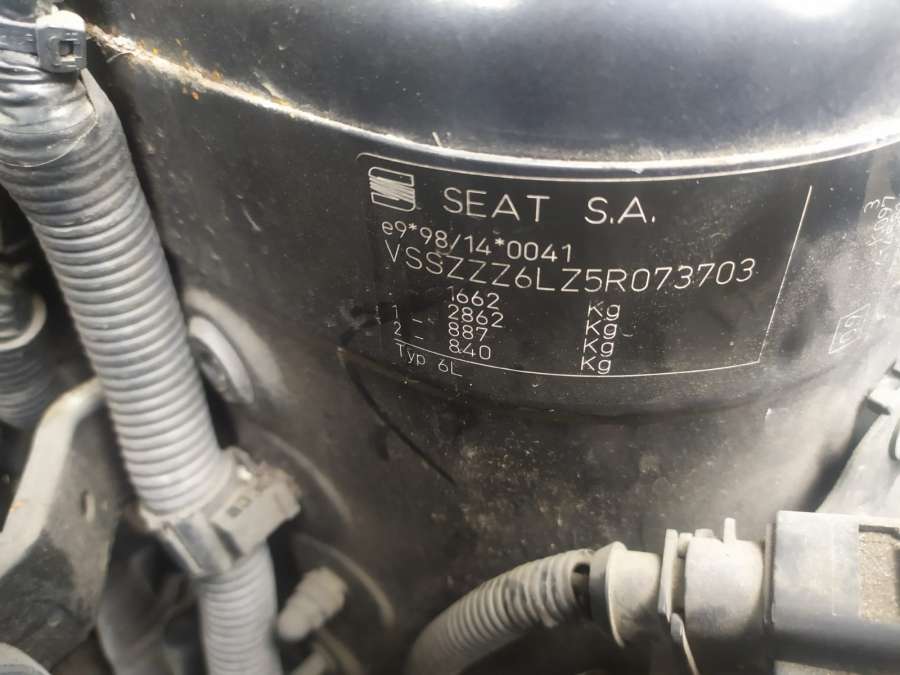 SEAT S.A.
e9*98/14*0041
VSSZZZ6LZ5R073703
1662 Kg
1 _ 2862 Kg
2 _ 887 Kg
840 Kg
Typ 6L